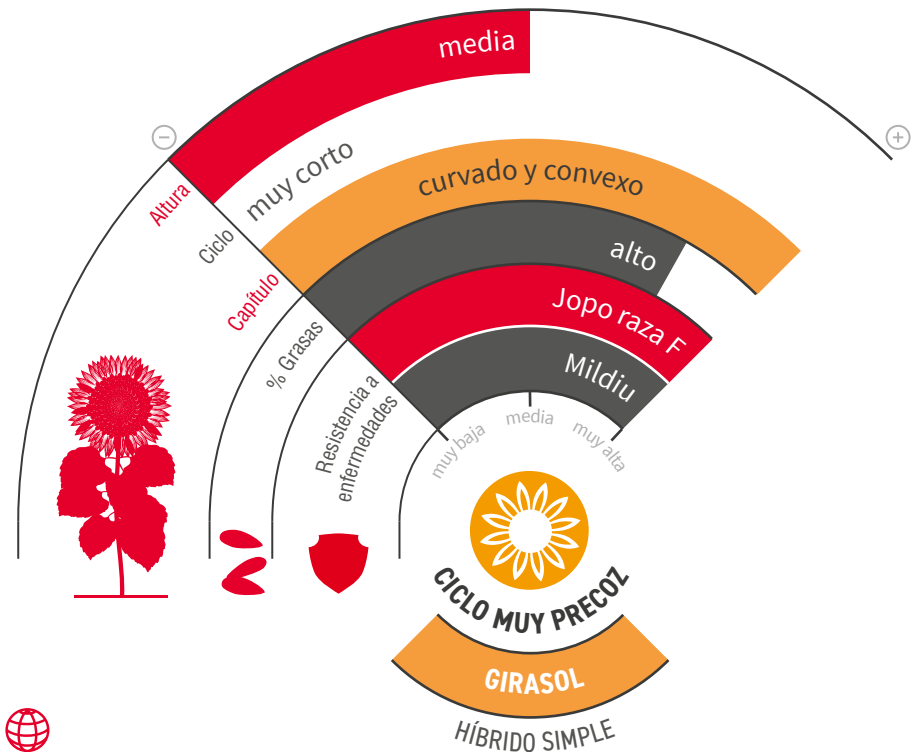 media
−
+
Altura
muy corto
Ciclo
curvado y convexo
Capítulo
alto
% Grasas
Jopo raza F
Mildiu
Resistencia a
enfermedades
muy baja
media
muy alta
CICLO MUY PRECOZ
GIRASOL
HÍBRIDO SIMPLE